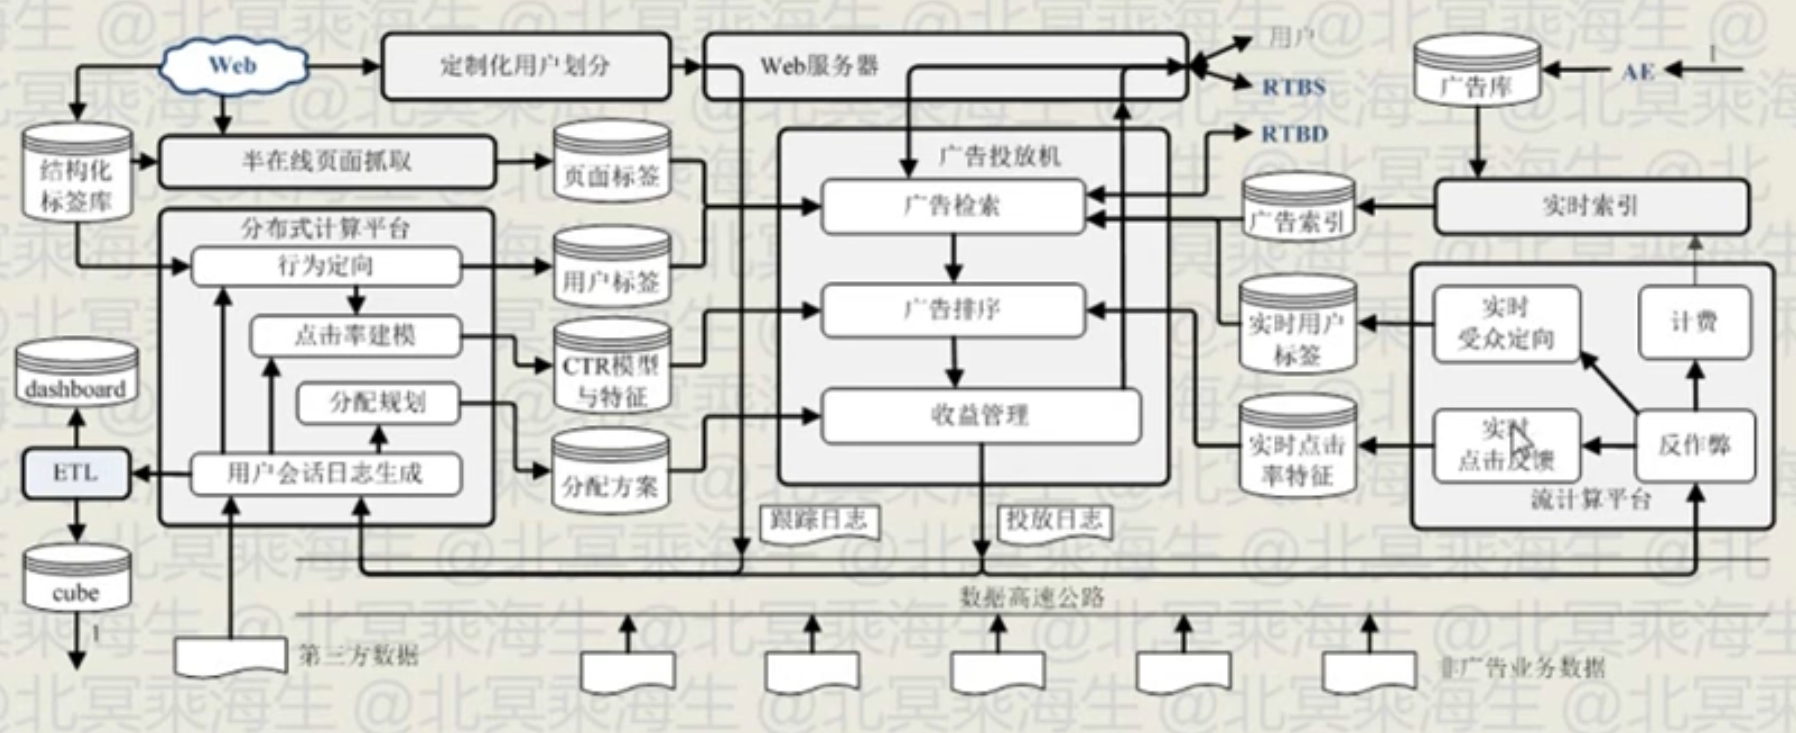 Web
定制化用户划分
Web服务器
用户
RTBS
RTBD
广告库
AE
1
结构化
标签库
半在线页面抓取
页面标签
广告投放机
广告检索
广告索引
实时索引
分布式计算平台
行为定向
用户标签
点击率建模
CTR模型
与特征
广告排序
实时用户
标签
实时
受众定向
计费
dashboard
分配规划
收益管理
实时点击
率特征
实时
点击反馈
反作弊
流计算平台
ETL
用户会话日志生成
分配方案
跟踪日志
投放日志
cube
1
数据高速公路
第三方数据
非广告业务数据
@北冥乘海生